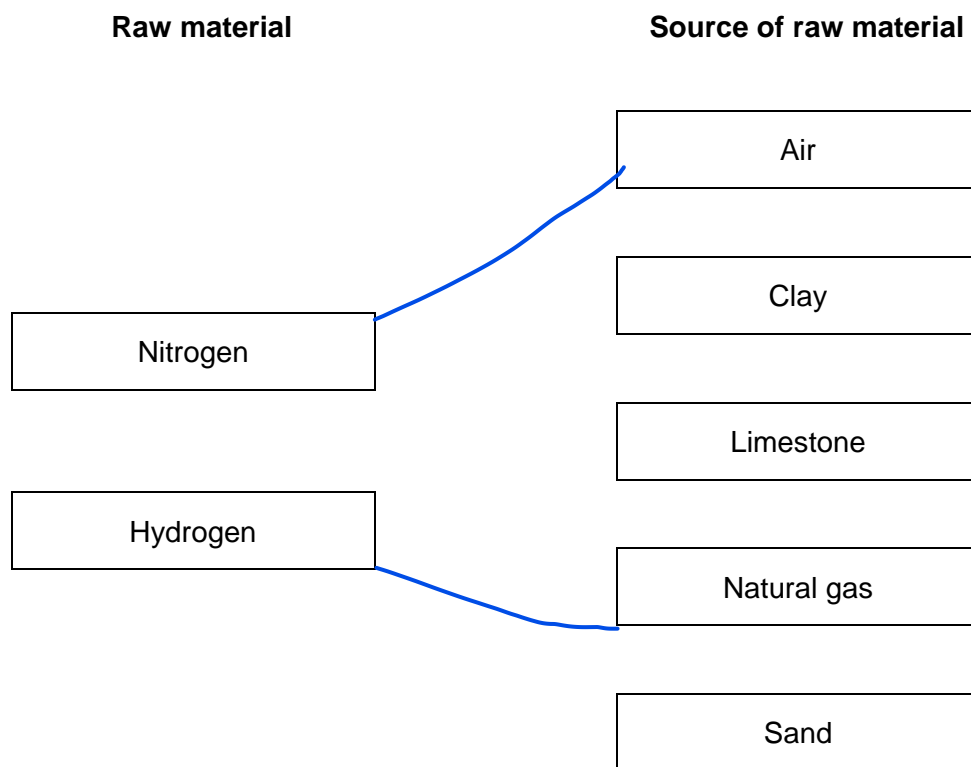 Raw material
Source of raw material
Air
Clay
Nitrogen
Limestone
Hydrogen
Natural gas
Sand